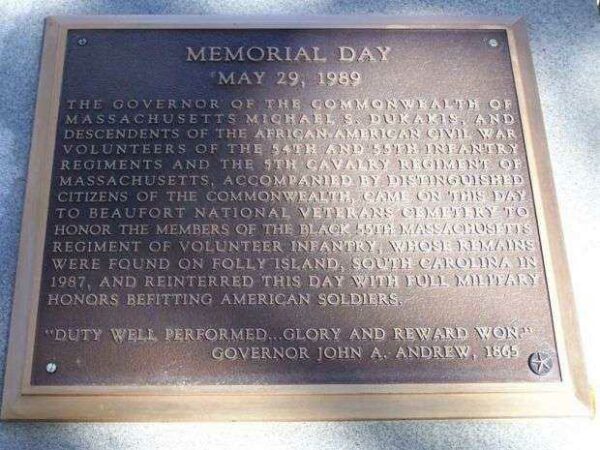 MEMORIAL DAY
MAY 29, 1989
THE GOVERNOR OF THE COMMONWEALTH OF
MASSACHUSETTS MICHAEL S. DUKAKIS, AND
DESCENDENTS OF THE AFRICAN-AMERICAN CIVIL WAR
VOLUNTEERS OF THE 54TH AND 55TH INFANTRY
REGIMENTS AND THE 5TH CAVALRY REGIMENT OF
MASSACHUSETTS, ACCOMPANIED BY DISTINGUISHED
CITIZENS OF THE COMMONWEALTH, CAME ON THIS DAY
TO BEAUFORT NATIONAL VETERANS CEMETERY TO
HONOR THE MEMBERS OF THE BLACK 55TH MASSACHUSETTS
REGIMENT OF VOLUNTEER INFANTRY, WHOSE REMAINS
WERE FOUND ON FOLLY ISLAND, SOUTH CAROLINA IN
1987, AND REINTERRED THIS DAY WITH FULL MILITARY
HONORS BEFITTING AMERICAN SOLDIERS.
"DUTY WELL PERFORMED...GLORY AND REWARD WON."
GOVERNOR JOHN A. ANDREW, 1865